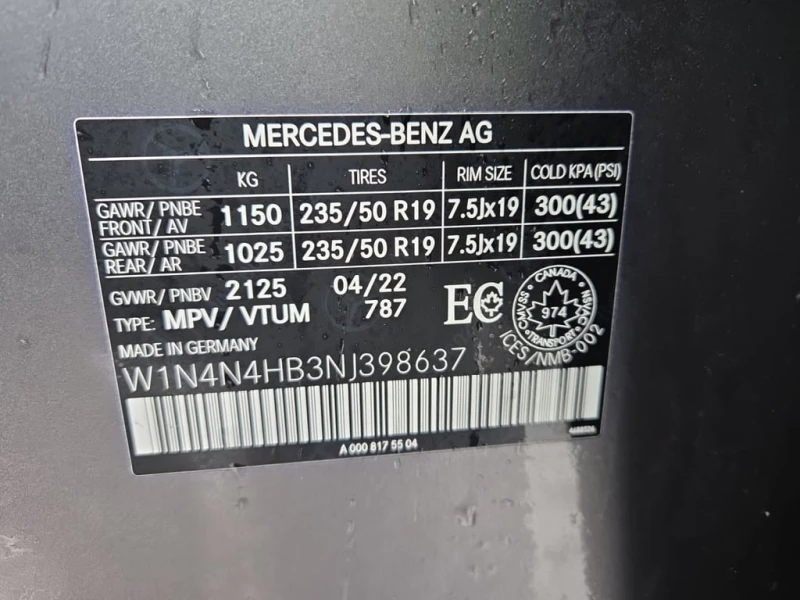 MERCEDES-BENZ AG
KG TIRES RIM SIZE COLD KPA (PSI)
GAWR/ PNBE FRONT/ AV 1150 235/50 R19 7.5Jx19 300(43)
GAWR/ PNBE REAR/ AR 1025 235/50 R19 7.5Jx19 300(43)
GVWR/ PNBV 2125 04/22
TYPE: MPV/ VTUM 787
EC
CANADA
974
TRANSPORT
CMVSS
NSVAC
ICES/NMB-002
MADE IN GERMANY
W1N4N4HB3NJ398637
A 000 817 55 04